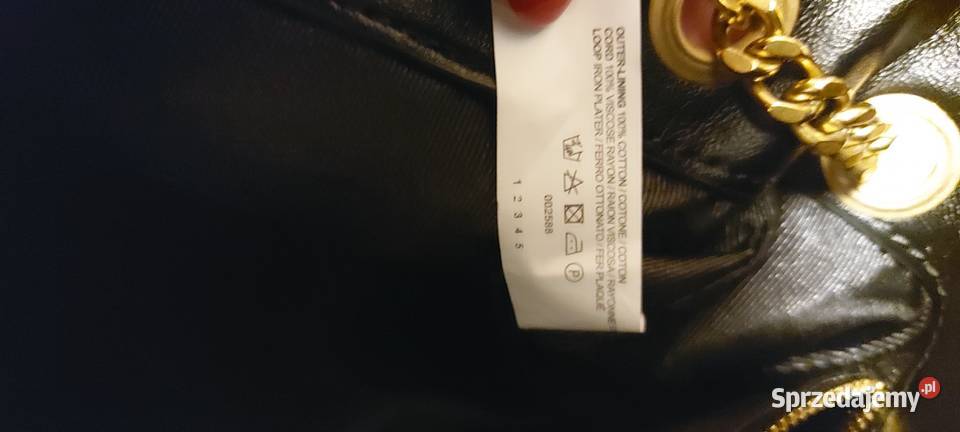 OUTER-LINING 100% COTTON / COTONE / COTON
CORD 100% VISCOSE RAYON / RAION VISCOSA / RAYONNE
LOOP IRON PLATER / FERRO OTTONATO / FER PLAQUÉ
P
002588
1 2 3 4 5
Sprzedajemy.pl